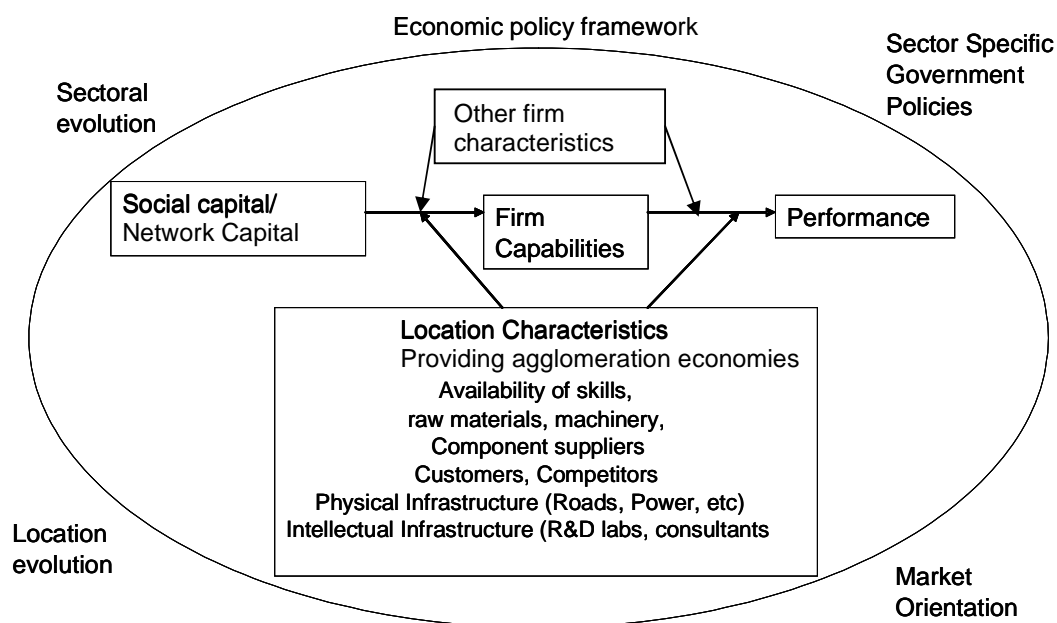 Economic policy framework
Sector Specific
Government
Policies
Sectoral
evolution
Other firm
characteristics
Social capital/
Network Capital
Firm
Capabilities
Performance
Location Characteristics
Providing agglomeration economies
Availability of skills,
raw materials, machinery,
Component suppliers
Customers, Competitors
Physical Infrastructure (Roads, Power, etc)
Intellectual Infrastructure (R&D labs, consultants
Location
evolution
Market
Orientation